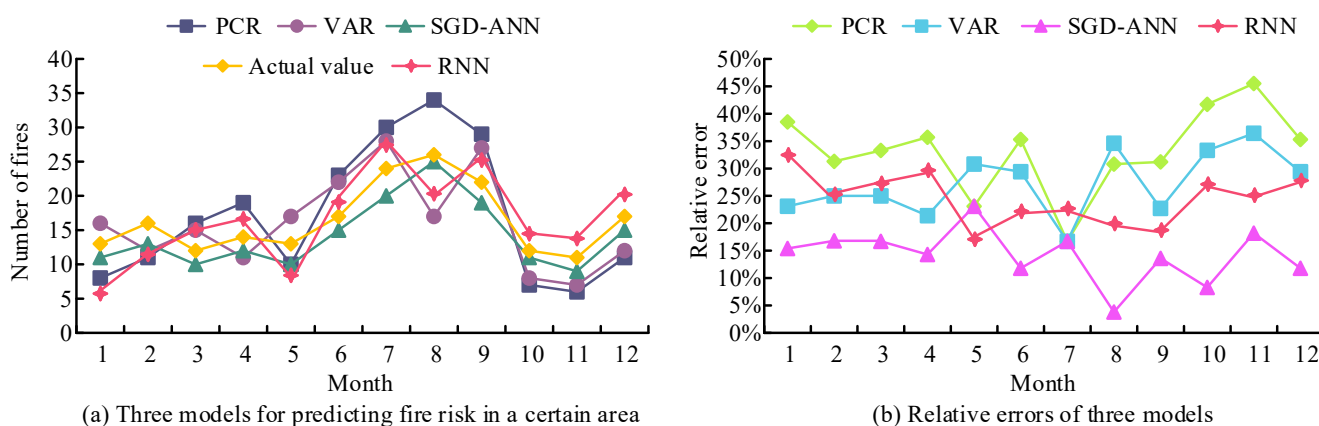 PCR VAR SGD-ANN
Actual value RNN
Number of fires
40
35
30
25
20
15
10
5
0
1 2 3 4 5 6 7 8 9 10 11 12
Month
(a) Three models for predicting fire risk in a certain area
PCR VAR SGD-ANN RNN
Relative error
50%
45%
40%
35%
30%
25%
20%
15%
10%
5%
0%
1 2 3 4 5 6 7 8 9 10 11 12
Month
(b) Relative errors of three models